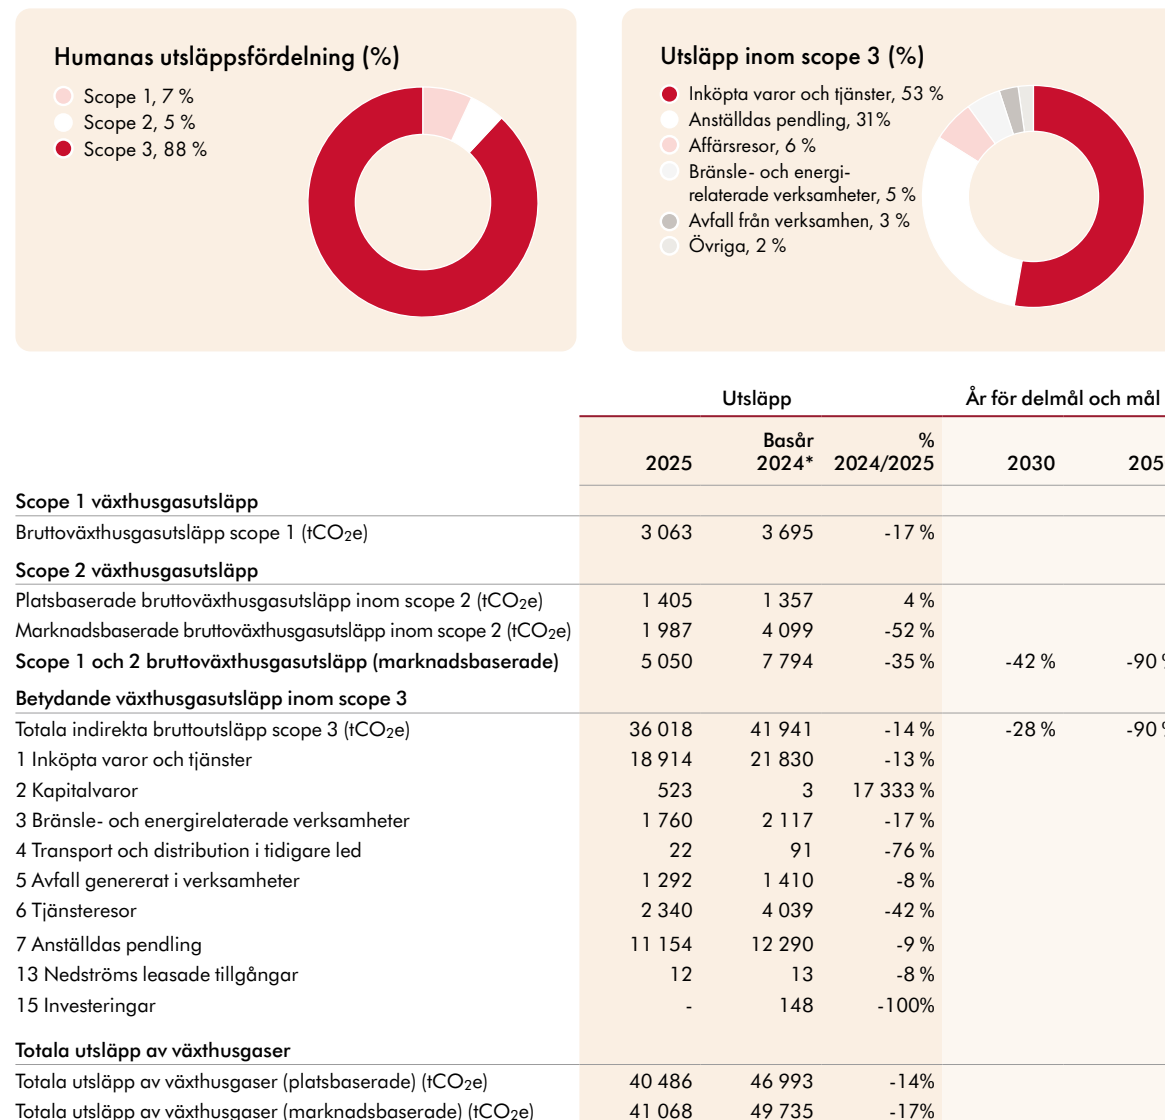 Humanas utsläppsfördelning (%)
Scope 1, 7 %
Scope 2, 5 %
Scope 3, 88 %
Utsläpp inom scope 3 (%)
Inköpta varor och tjänster, 53 %
Anställdas pendling, 31%
Affärsresor, 6 %
Bränsle- och energi-
relaterade verksamheter, 5 %
Avfall från verksamhen, 3 %
Övriga, 2 %
Utsläpp År för delmål och mål
Basår %
2025 2024* 2024/2025 2030 205
Scope 1 växthusgasutsläpp
Bruttoväxthusgasutsläpp scope 1 (tCO2e) 3 063 3 695 -17 %
Scope 2 växthusgasutsläpp
Platsbaserade bruttoväxthusgasutsläpp inom scope 2 (tCO2e) 1 405 1 357 4 %
Marknadsbaserade bruttoväxthusgasutsläpp inom scope 2 (tCO2e) 1 987 4 099 -52 %
Scope 1 och 2 bruttoväxthusgasutsläpp (marknadsbaserade) 5 050 7 794 -35 % -42 % -90 %
Betydande växthusgasutsläpp inom scope 3
Totala indirekta bruttoutsläpp scope 3 (tCO2e) 36 018 41 941 -14 % -28 % -90 %
1 Inköpta varor och tjänster 18 914 21 830 -13 %
2 Kapitalvaror 523 3 17 333 %
3 Bränsle- och energirelaterade verksamheter 1 760 2 117 -17 %
4 Transport och distribution i tidigare led 22 91 -76 %
5 Avfall genererat i verksamheter 1 292 1 410 -8 %
6 Tjänsteresor 2 340 4 039 -42 %
7 Anställdas pendling 11 154 12 290 -9 %
13 Nedströms leasade tillgångar 12 13 -8 %
15 Investeringar - 148 -100%
Totala utsläpp av växthusgaser
Totala utsläpp av växthusgaser (platsbaserade) (tCO2e) 40 486 46 993 -14%
Totala utsläpp av växthusgaser (marknadsbaserade) (tCO2e) 41 068 49 735 -17%